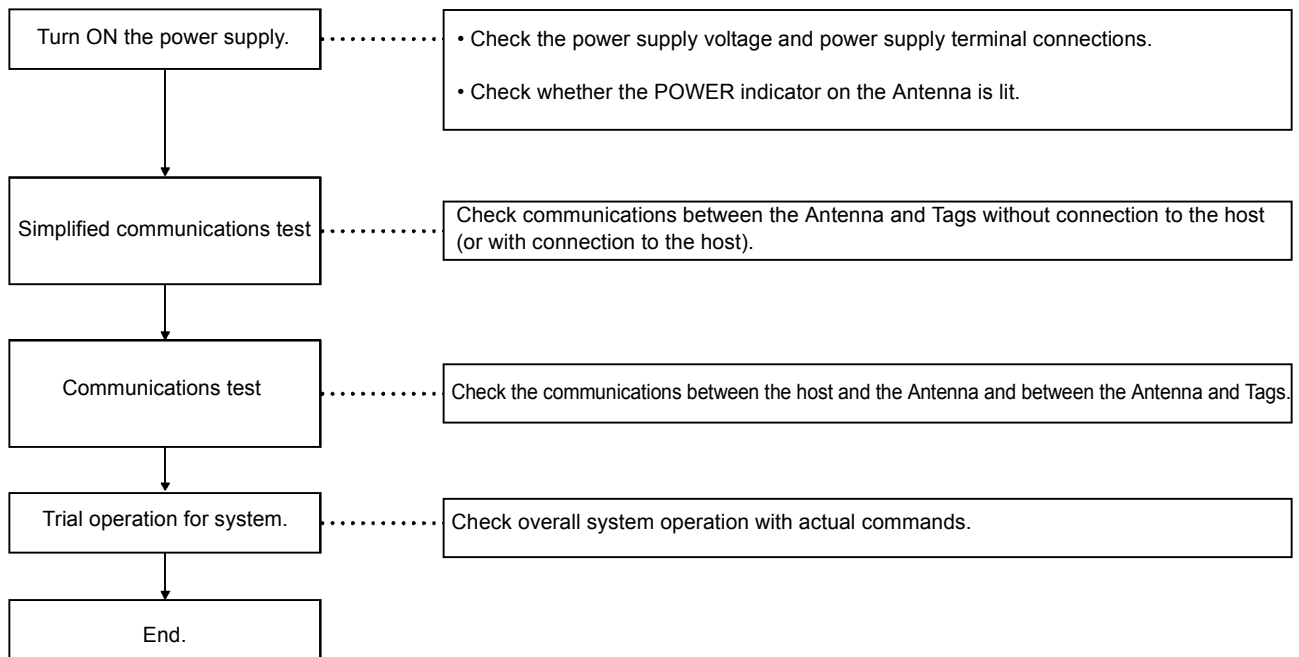 Turn ON the power supply.
• Check the power supply voltage and power supply terminal connections.
• Check whether the POWER indicator on the Antenna is lit.
Simplified communications test
Check communications between the Antenna and Tags without connection to the host
(or with connection to the host).
Communications test
Check the communications between the host and the Antenna and between the Antenna and Tags.
Trial operation for system.
Check overall system operation with actual commands.
End.